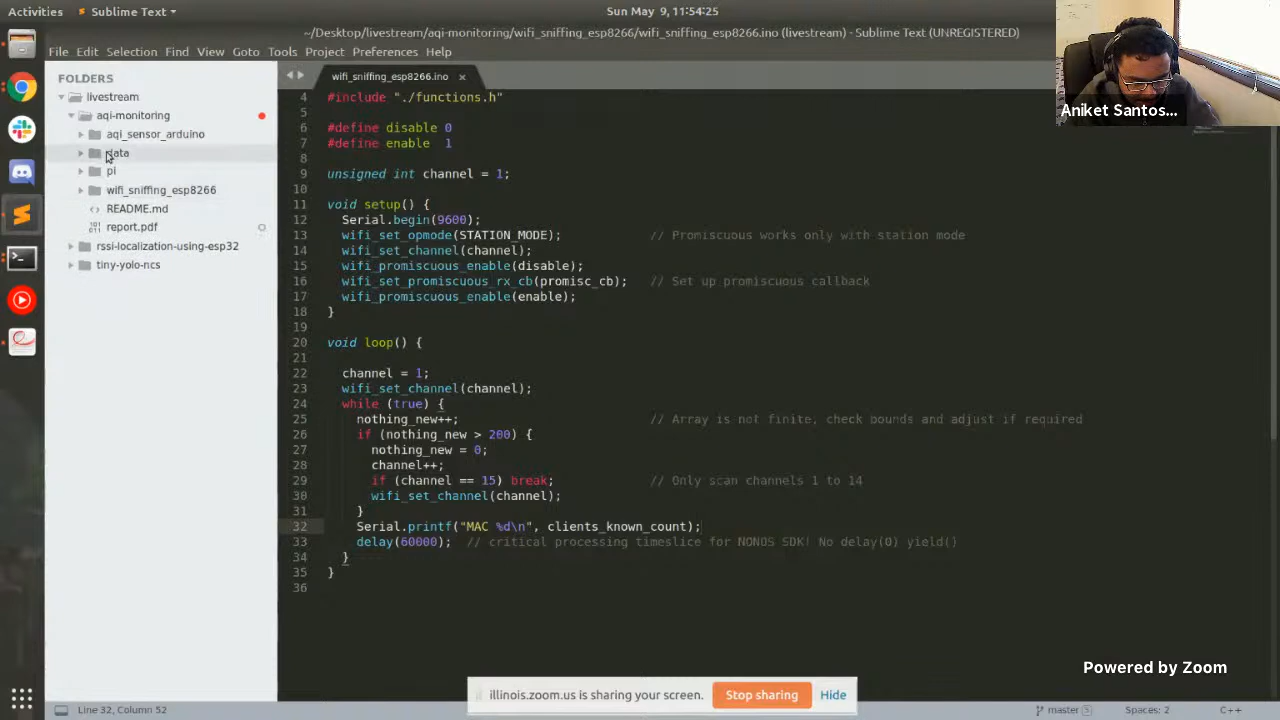 Activities
Sublime Text
Sun May 9, 11:54:25
~/Desktop/livestream/aqi-monitoring/wifi_sniffing_esp8266/wifi_sniffing_esp8266.ino (livestream) - Sublime Text (UNREGISTERED)
File Edit Selection Find View Goto Tools Project Preferences Help
FOLDERS
livestream
aqi-monitoring
aqi_sensor_arduino
data
pi
wifi_sniffing_esp8266
README.md
report.pdf
rssi-localization-using-esp32
tiny-yolo-ncs
wifi_sniffing_esp8266.ino
4 #include "./functions.h"
5
6 #define disable 0
7 #define enable  1
8
9 unsigned int channel = 1;
10
11 void setup() {
12   Serial.begin(9600);
13   wifi_set_opmode(STATION_MODE);            // Promiscuous works only with station mode
14   wifi_set_channel(channel);
15   wifi_promiscuous_enable(disable);
16   wifi_set_promiscuous_rx_cb(promisc_cb);   // Set up promiscuous callback
17   wifi_promiscuous_enable(enable);
18 }
19
20 void loop() {
21
22   channel = 1;
23   wifi_set_channel(channel);
24   while (true) {
25     nothing_new++;                          // Array is not finite, check bounds and adjust if required
26     if (nothing_new > 200) {
27       nothing_new = 0;
28       channel++;
29       if (channel == 15) break;             // Only scan channels 1 to 14
30       wifi_set_channel(channel);
31     }
32     Serial.printf("MAC %d\n", clients_known_count);
33     delay(60000);  // critical processing timeslice for NONOS SDK! No delay(0) yield()
34   }
35 }
36
Aniket Santos...
Powered by Zoom
illinois.zoom.us is sharing your screen.
Stop sharing
Hide
Line 32, Column 52
master 5
Spaces: 2
C++